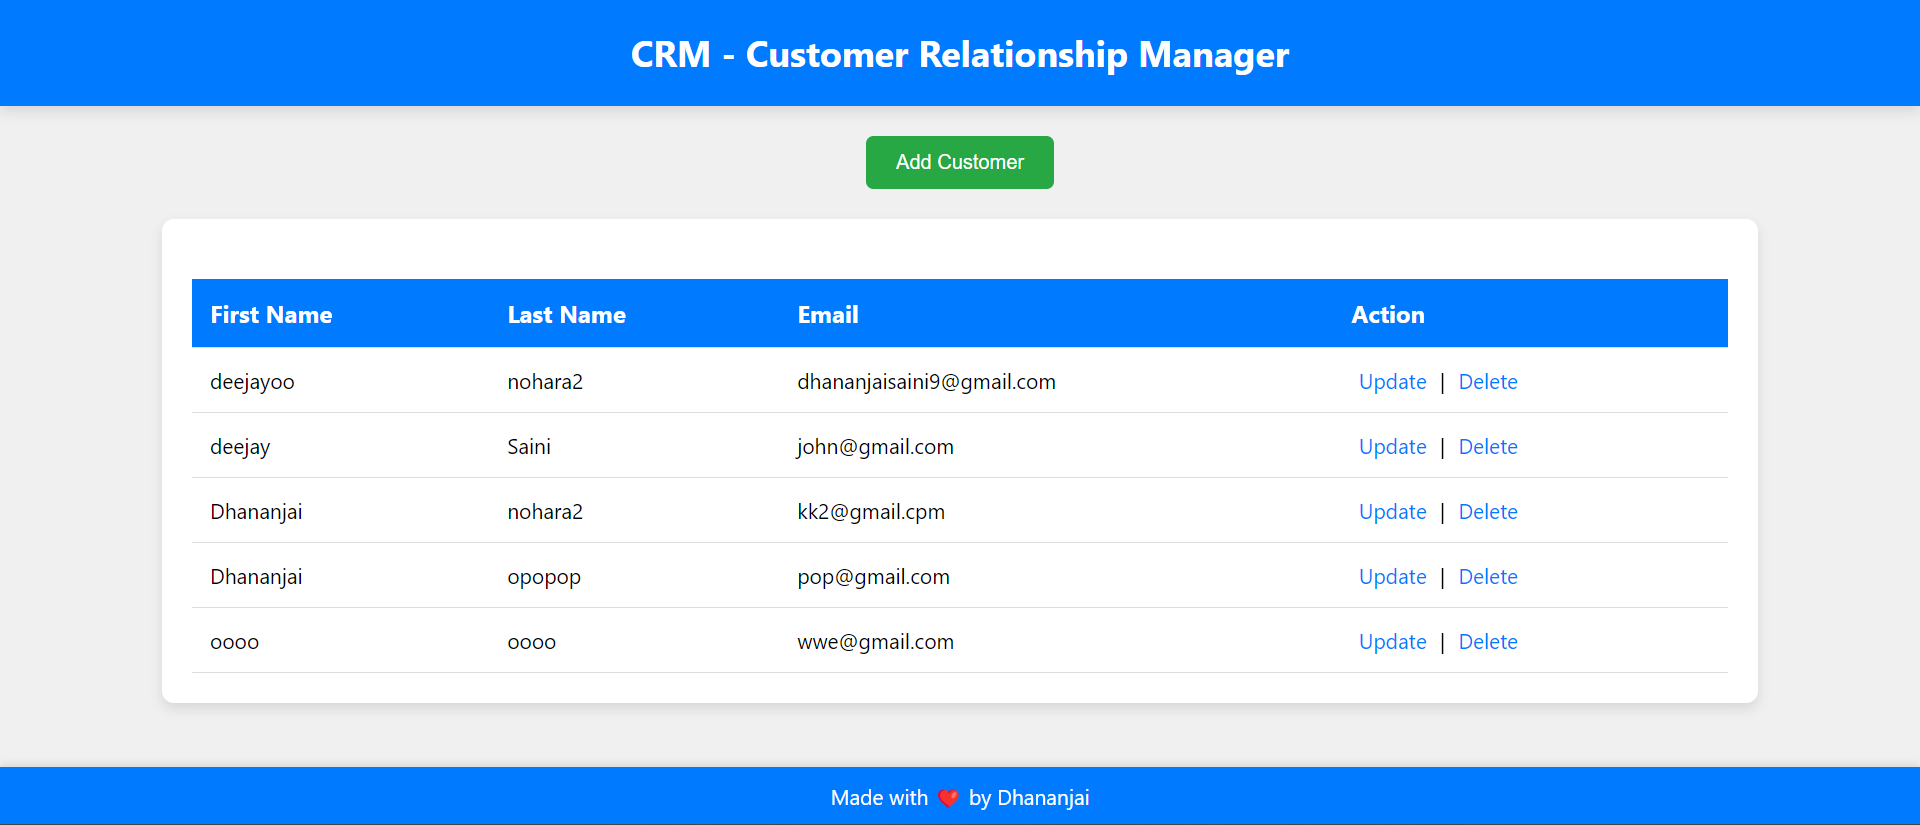 CRM - Customer Relationship Manager
Add Customer
First Name Last Name Email Action
deejayoo nohara2 dhananjaisaini9@gmail.com Update | Delete
deejay Saini john@gmail.com Update | Delete
Dhananjai nohara2 kk2@gmail.cpm Update | Delete
Dhananjai opopop pop@gmail.com Update | Delete
oooo oooo wwe@gmail.com Update | Delete
Made with ❤️ by Dhananjai